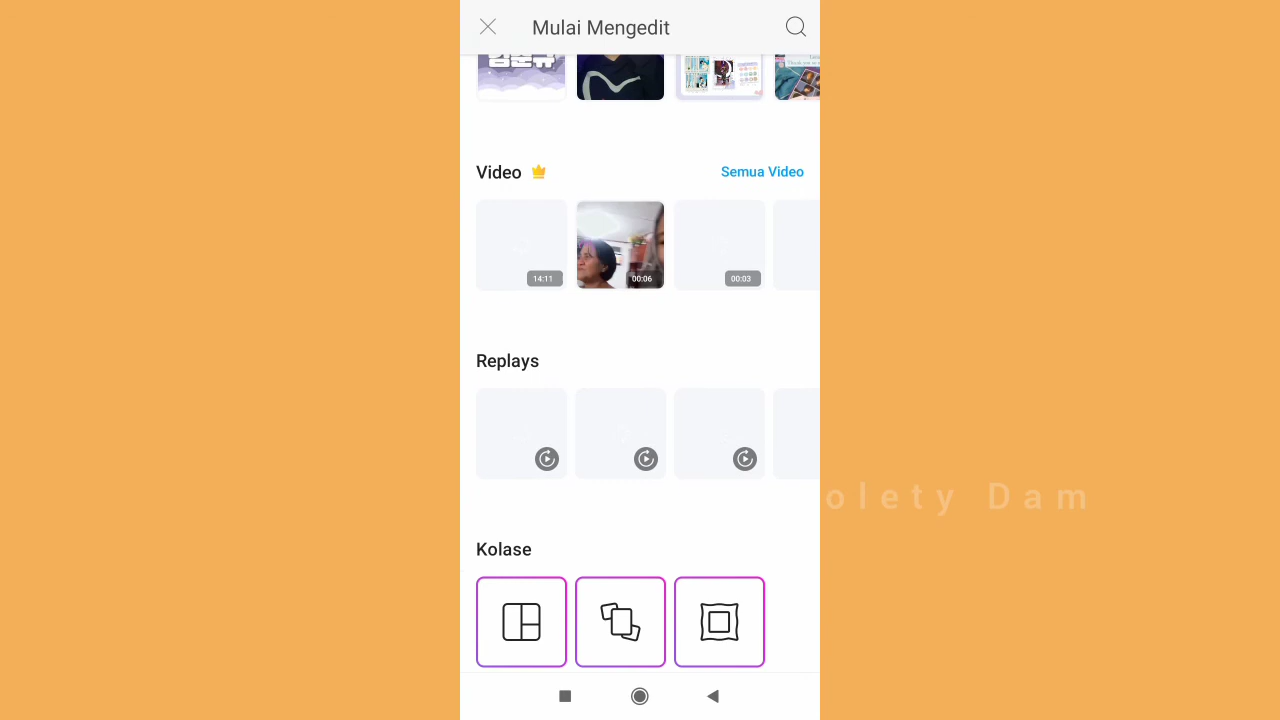 Mulai Mengedit
Video
Semua Video
14:11
00:06
00:03
Replays
olety Dam
Kolase